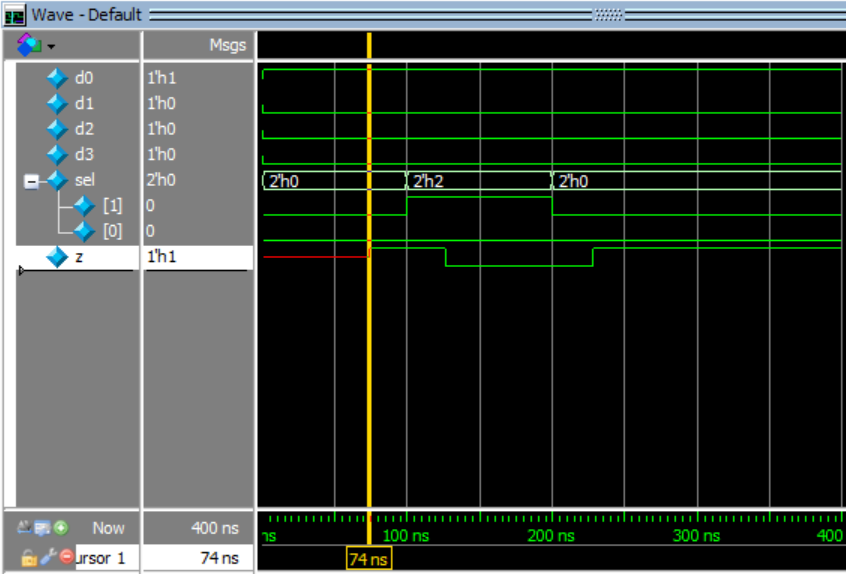 Wave - Default
Msgs
d0 1'h1
d1 1'h0
d2 1'h0
d3 1'h0
sel 2'h0 2'h0 2'h2 2'h0
[1] 0
[0] 0
z 1'h1
Now 400 ns ns 100 ns 200 ns 300 ns 400
ursor 1 74 ns 74 ns